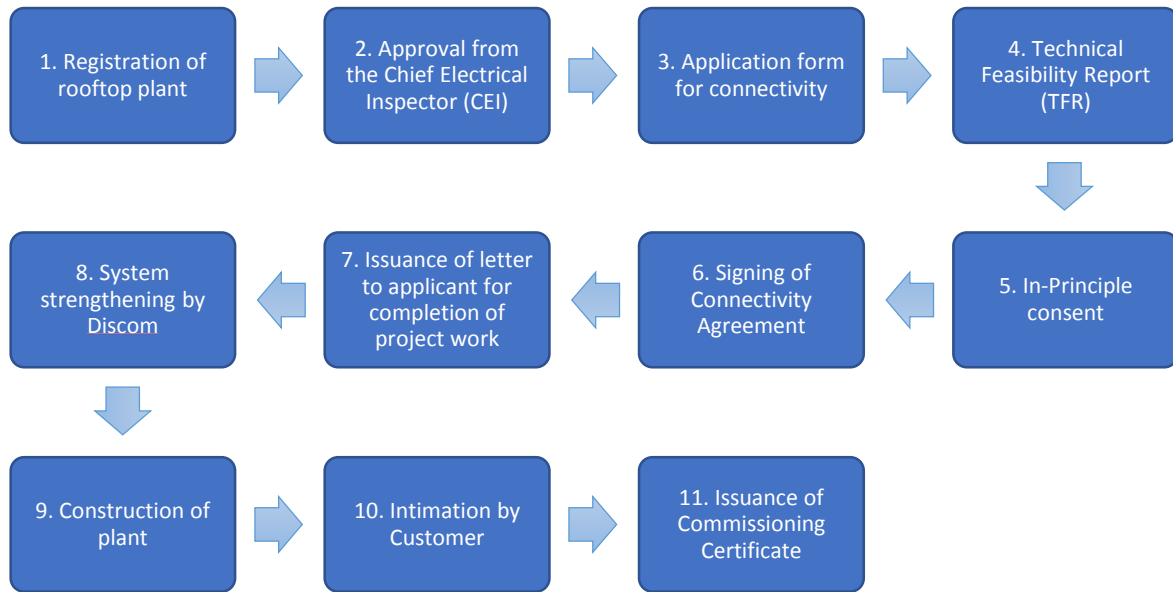 1. Registration of
rooftop plant
2. Approval from
the Chief Electrical
Inspector (CEI)
3. Application form
for connectivity
4. Technical
Feasibility Report
(TFR)
5. In-Principle
consent
6. Signing of
Connectivity
Agreement
7. Issuance of letter
to applicant for
completion of
project work
8. System
strengthening by
Discom
9. Construction of
plant
10. Intimation by
Customer
11. Issuance of
Commissioning
Certificate